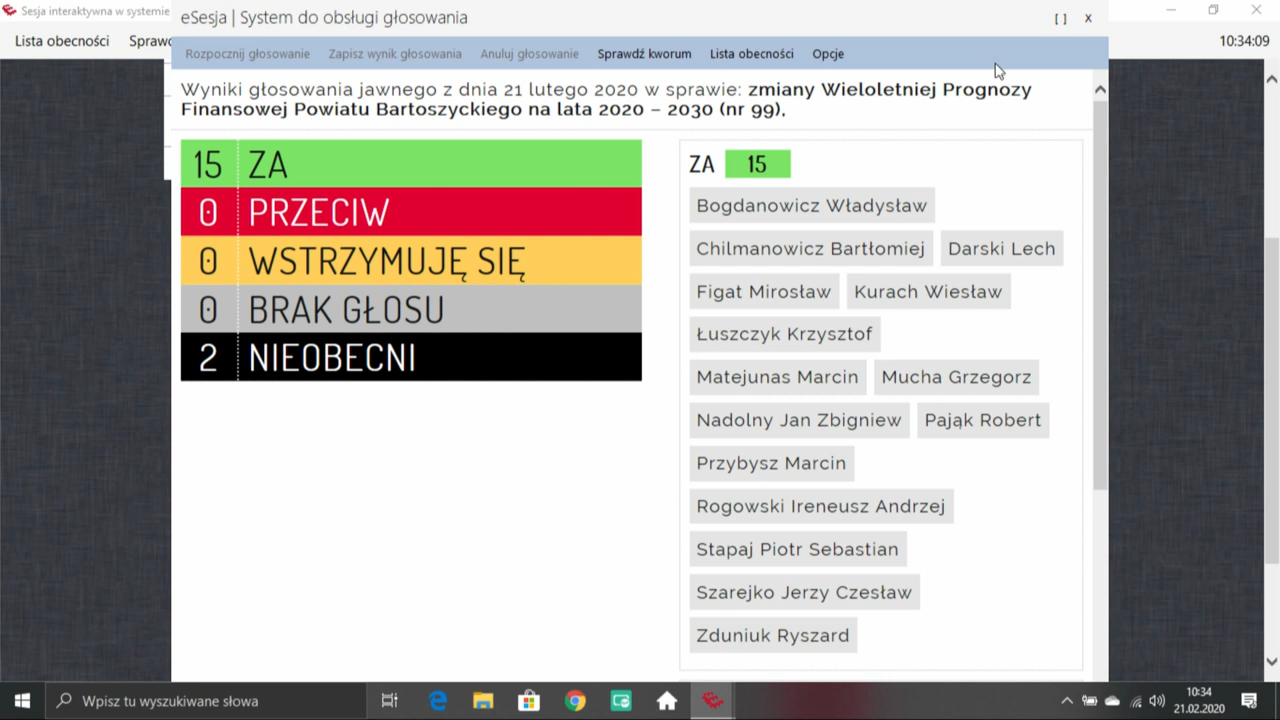 Sesja interaktywna w systemie
eSesja | System do obsługi głosowania
[ ] X
Lista obecności
Rozpocznij głosowanie Zapisz wynik głosowania Anuluj głosowanie Sprawdź kworum Lista obecności Opcje
10:34:09
Wyniki głosowania jawnego z dnia 21 lutego 2020 w sprawie: zmiany Wieloletniej Prognozy
Finansowej Powiatu Bartoszyckiego na lata 2020 – 2030 (nr 99),
15 ZA
0 PRZECIW
0 WSTRZYMUJĘ SIĘ
0 BRAK GŁOSU
2 NIEOBECNI
ZA 15
Bogdanowicz Władysław
Chilmanowicz Bartłomiej Darski Lech
Figat Mirosław Kurach Wiesław
Łuszczyk Krzysztof
Matejunas Marcin Mucha Grzegorz
Nadolny Jan Zbigniew Pająk Robert
Przybysz Marcin
Rogowski Ireneusz Andrzej
Stapaj Piotr Sebastian
Szarejko Jerzy Czesław
Zduniuk Ryszard
Wpisz tu wyszukiwane słowa
10:34
21.02.2020